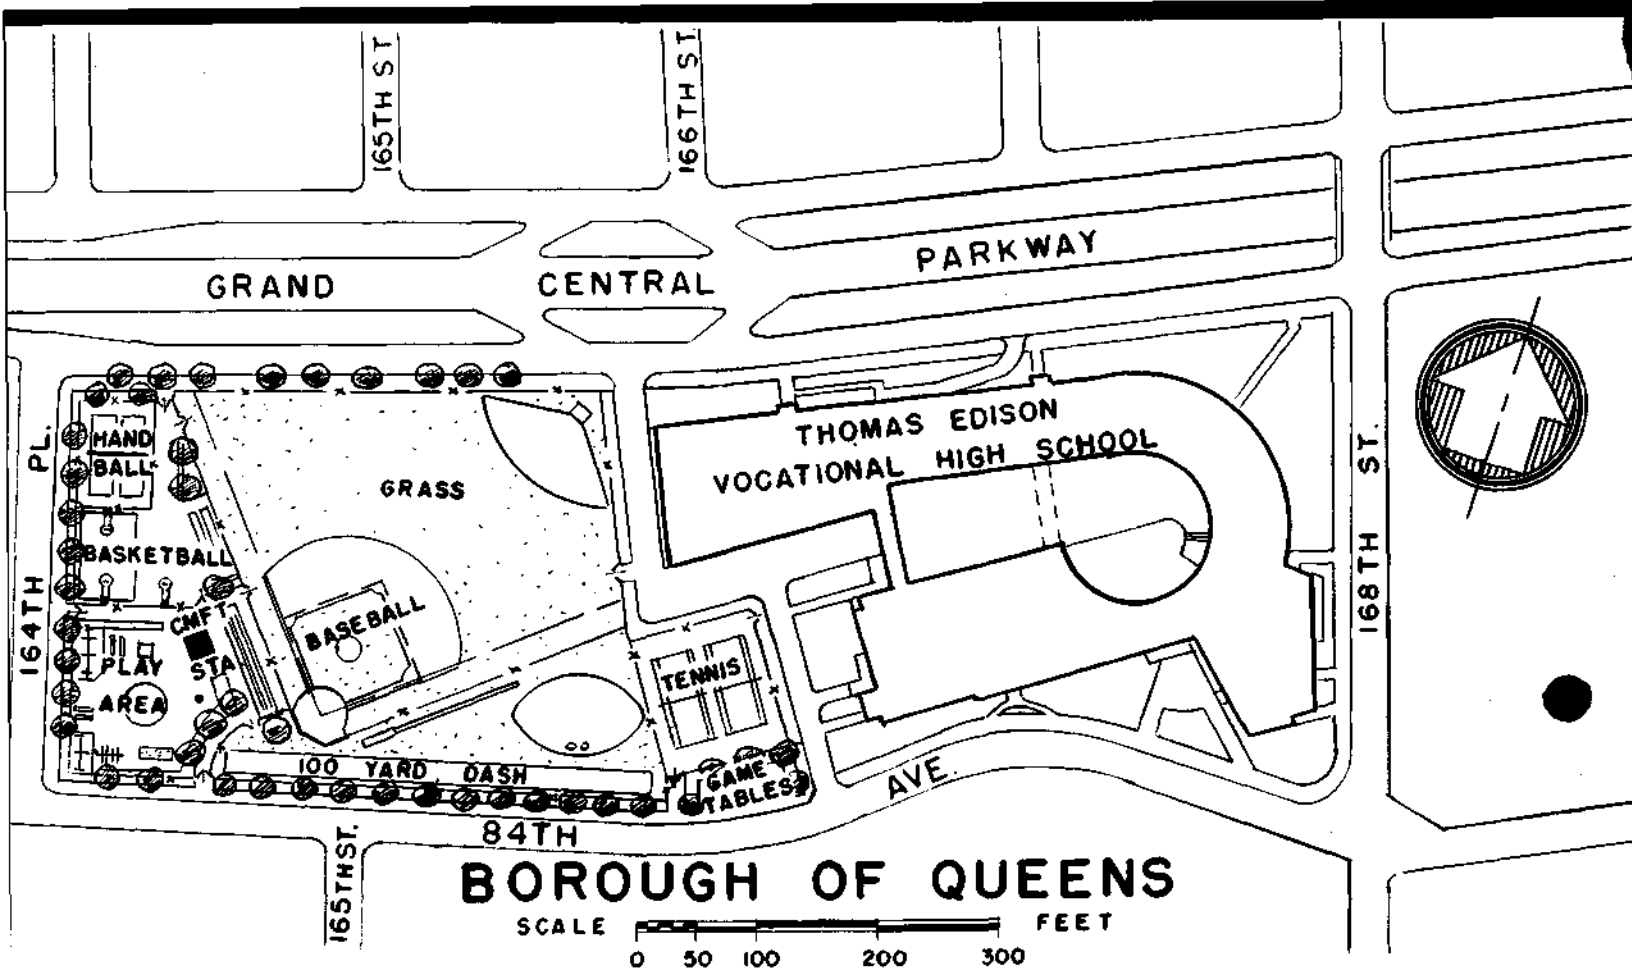 165TH ST
166TH ST.
GRAND CENTRAL PARKWAY
164TH PL.
HAND
BALL
BASKETBALL
CMFT
STA
PLAY
AREA
GRASS
BASEBALL
100 YARD DASH
TENNIS
GAME
TABLES
THOMAS EDISON
VOCATIONAL HIGH SCHOOL
168TH ST.
84TH AVE.
165TH ST.
BOROUGH OF QUEENS
SCALE FEET
0 50 100 200 300